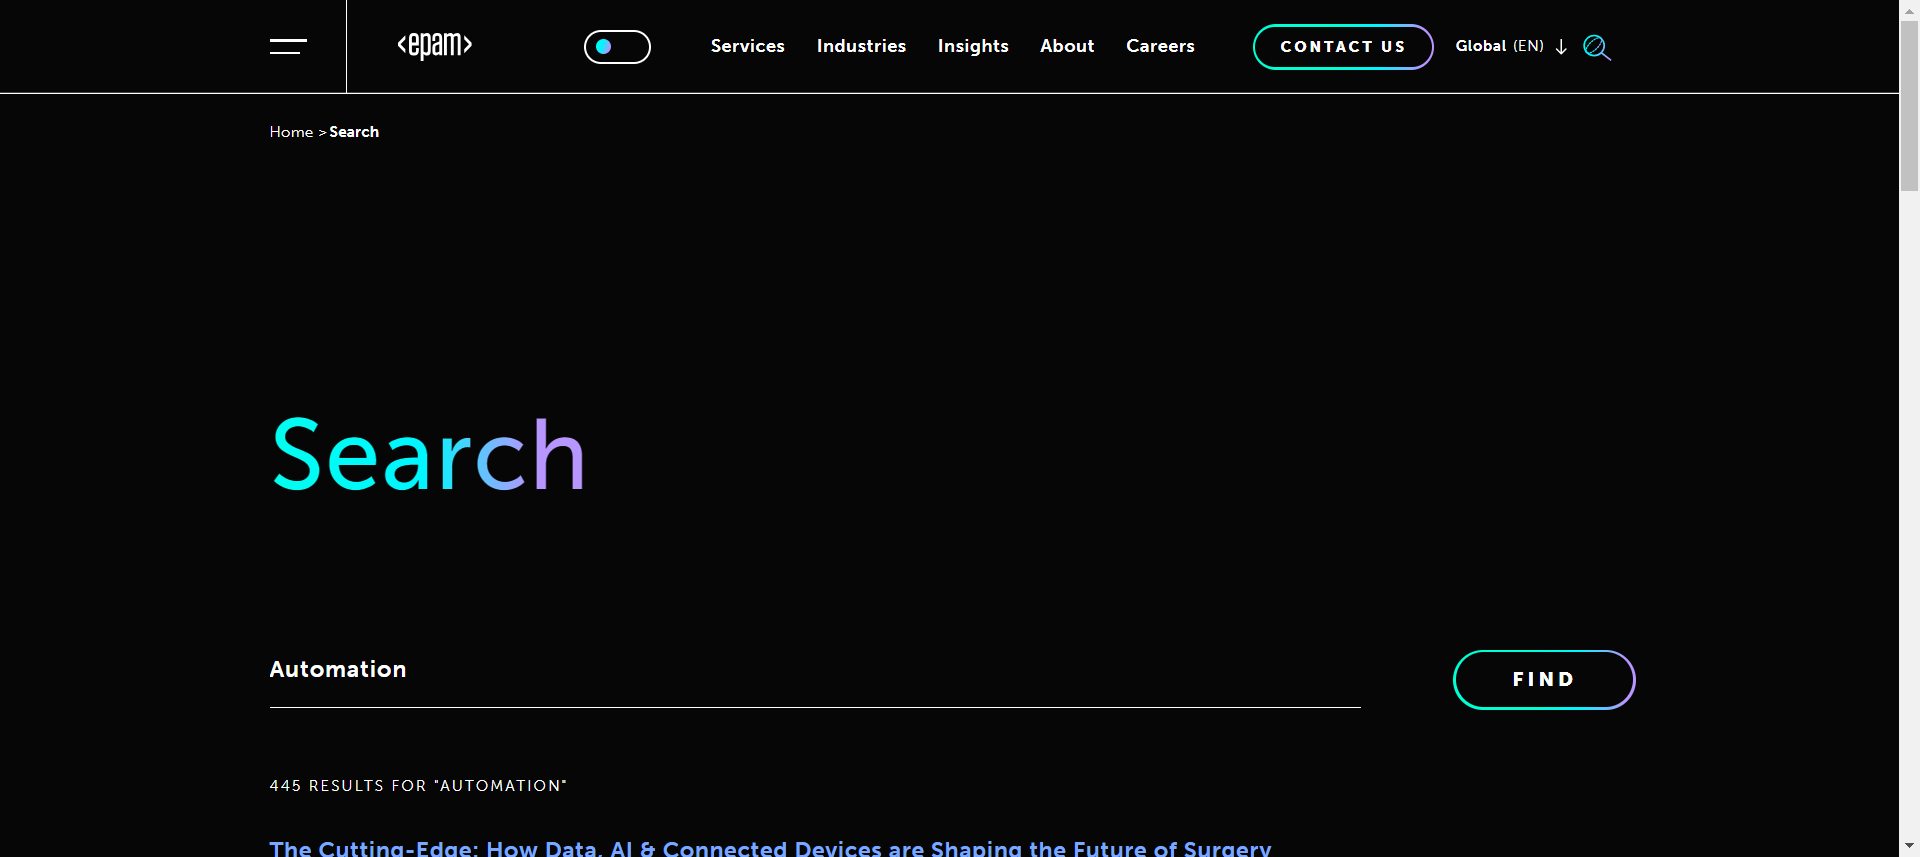 <epam>
Services Industries Insights About Careers CONTACT US Global (EN)
Home > Search
Search
Automation
FIND
445 RESULTS FOR "AUTOMATION"
The Cutting-Edge: How Data, AI & Connected Devices are Shaping the Future of Surgery